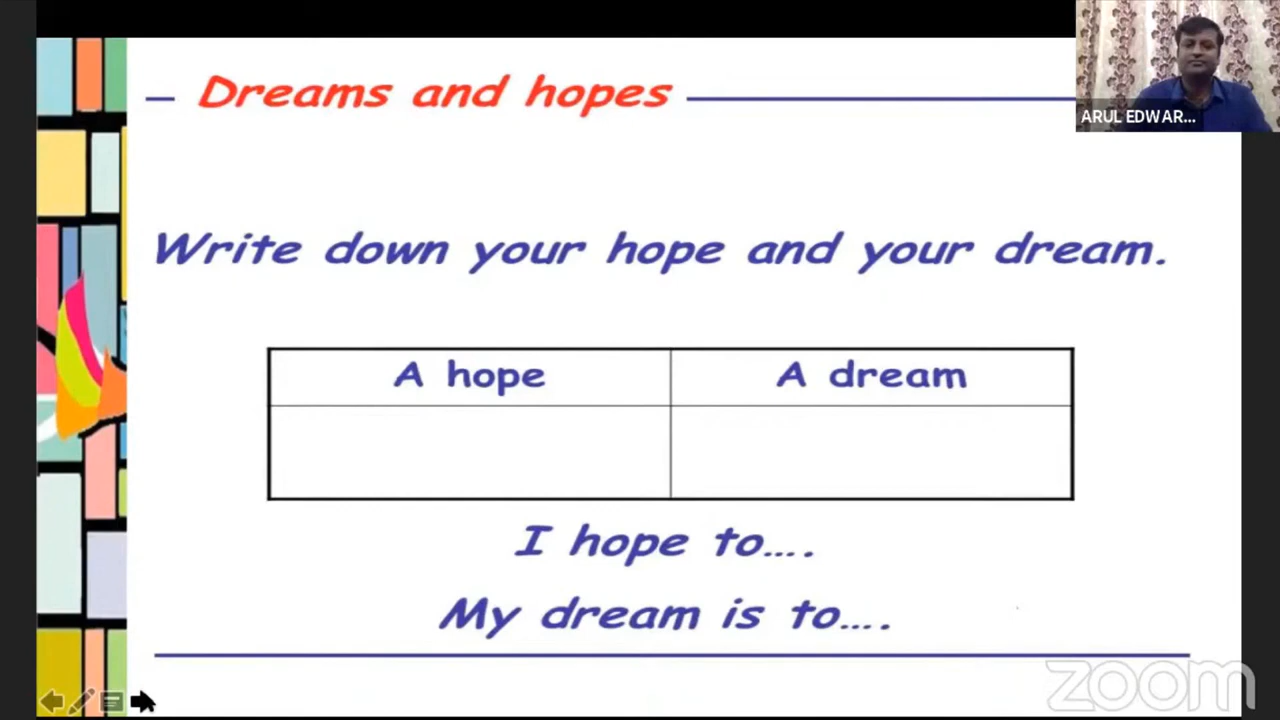 Dreams and hopes
ARUL EDWAR...
Write down your hope and your dream.
A hope
A dream
I hope to....
My dream is to....
zoom